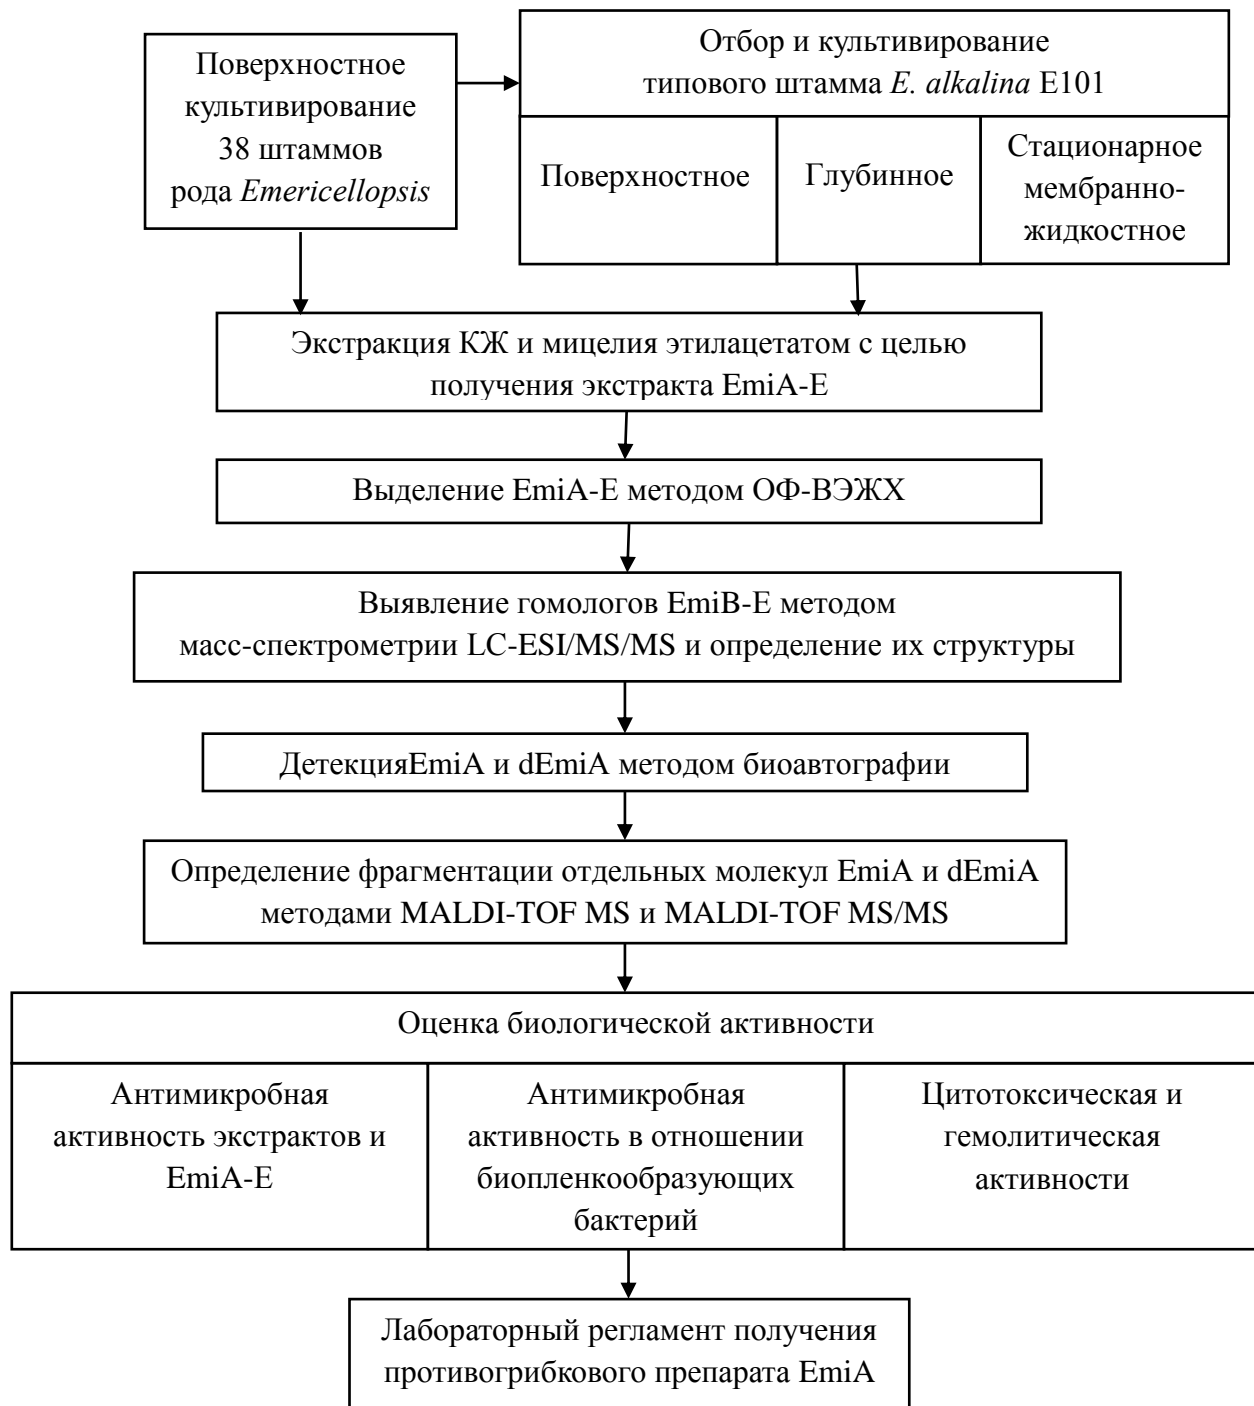 Поверхностное
культивирование
38 штаммов
рода Emericellopsis
Отбор и культивирование
типового штамма E. alkalina E101
Поверхностное
Глубинное
Стационарное
мембранно-
жидкостное
Экстракция КЖ и мицелия этилацетатом с целью
получения экстракта EmiA-E
Выделение EmiA-E методом ОФ-ВЭЖХ
Выявление гомологов EmiB-E методом
масс-спектрометрии LC-ESI/MS/MS и определение их структуры
ДетекцияEmiA и dEmiA методом биоавтографии
Определение фрагментации отдельных молекул EmiA и dEmiA
методами MALDI-TOF MS и MALDI-TOF MS/MS
Оценка биологической активности
Антимикробная
активность экстрактов и
EmiA-E
Антимикробная
активность в отношении
биопленкообразующих
бактерий
Цитотоксическая и
гемолитическая
активности
Лабораторный регламент получения
противогрибкового препарата EmiA